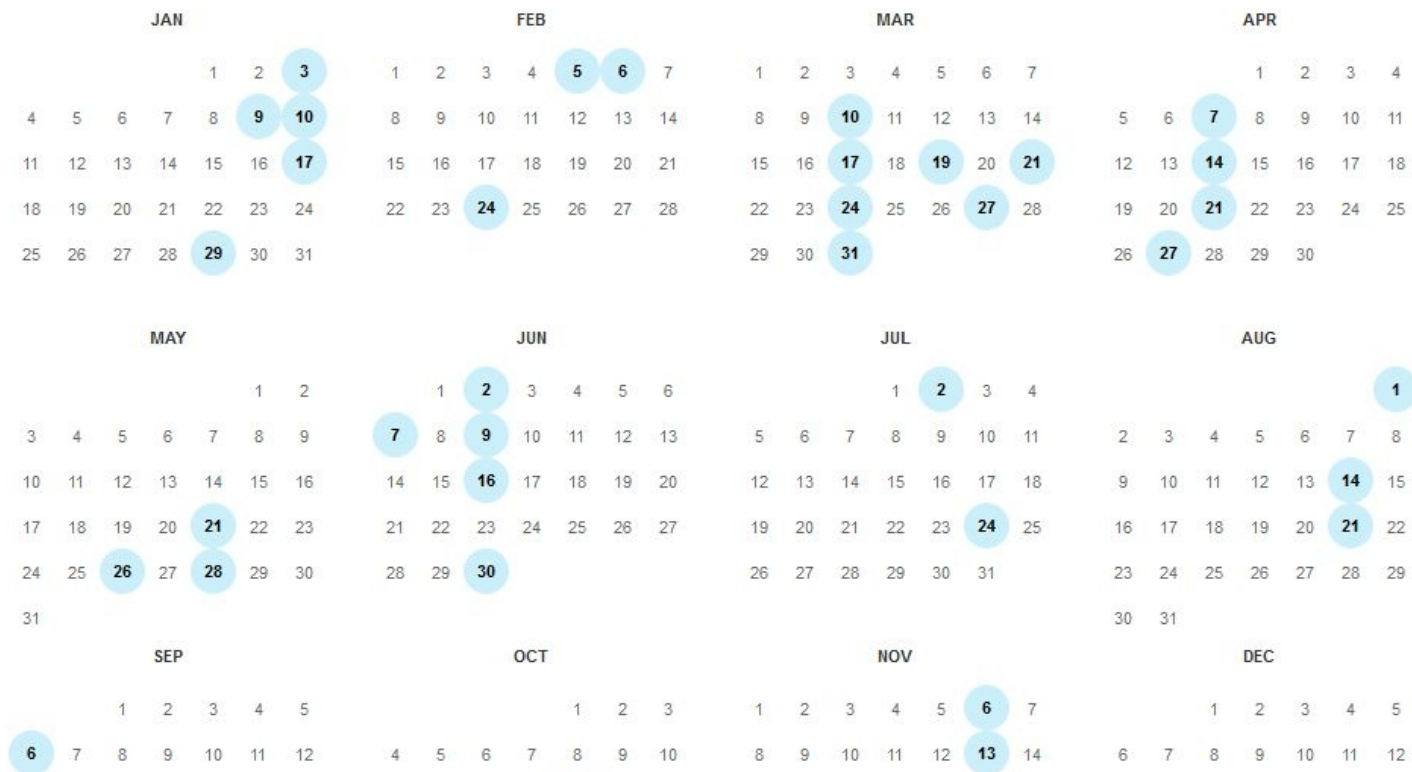 JAN FEB MAR APR
1 2 3 1 2 3 4 5 6 7 1 2 3 4 5 6 7 1 2 3 4
4 5 6 7 8 9 10 8 9 10 11 12 13 14 8 9 10 11 12 13 14 5 6 7 8 9 10 11
11 12 13 14 15 16 17 15 16 17 18 19 20 21 15 16 17 18 19 20 21 12 13 14 15 16 17 18
18 19 20 21 22 23 24 22 23 24 25 26 27 28 22 23 24 25 26 27 28 19 20 21 22 23 24 25
25 26 27 28 29 30 31 29 30 31 26 27 28 29 30
MAY JUN JUL AUG
1 2 1 2 3 4 5 6 1 2 3 4 1
3 4 5 6 7 8 9 7 8 9 10 11 12 13 5 6 7 8 9 10 11 2 3 4 5 6 7 8
10 11 12 13 14 15 16 14 15 16 17 18 19 20 12 13 14 15 16 17 18 9 10 11 12 13 14 15
17 18 19 20 21 22 23 21 22 23 24 25 26 27 19 20 21 22 23 24 25 16 17 18 19 20 21 22
24 25 26 27 28 29 30 28 29 30 26 27 28 29 30 31 23 24 25 26 27 28 29
31 30 31
SEP OCT NOV DEC
1 2 3 4 5 1 2 3 1 2 3 4 5 6 7 1 2 3 4 5
6 7 8 9 10 11 12 4 5 6 7 8 9 10 8 9 10 11 12 13 14 6 7 8 9 10 11 12